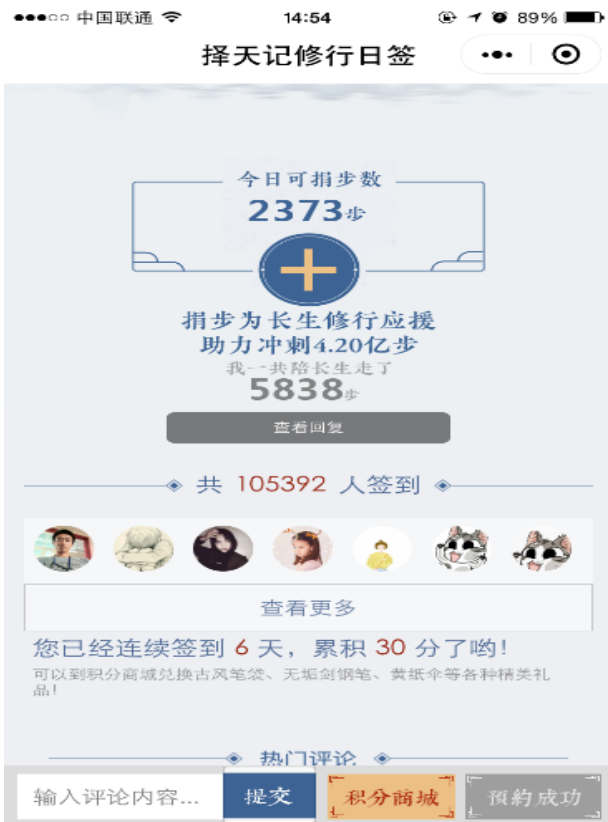 中国联通 14:54 89%
择天记修行日签
今日可捐步数
2373步
捐步为长生修行应援
助力冲刺4.20亿步
我一共陪长生走了
5838步
查看回复
共 105392 人签到
查看更多
您已经连续签到 6 天，累积 30 分了哟！
可以到积分商城兑换古风笔袋、无垢剑钢笔、黄纸伞等各种精美礼
品！
热门评论
输入评论内容... 提交 积分商城 预約成功